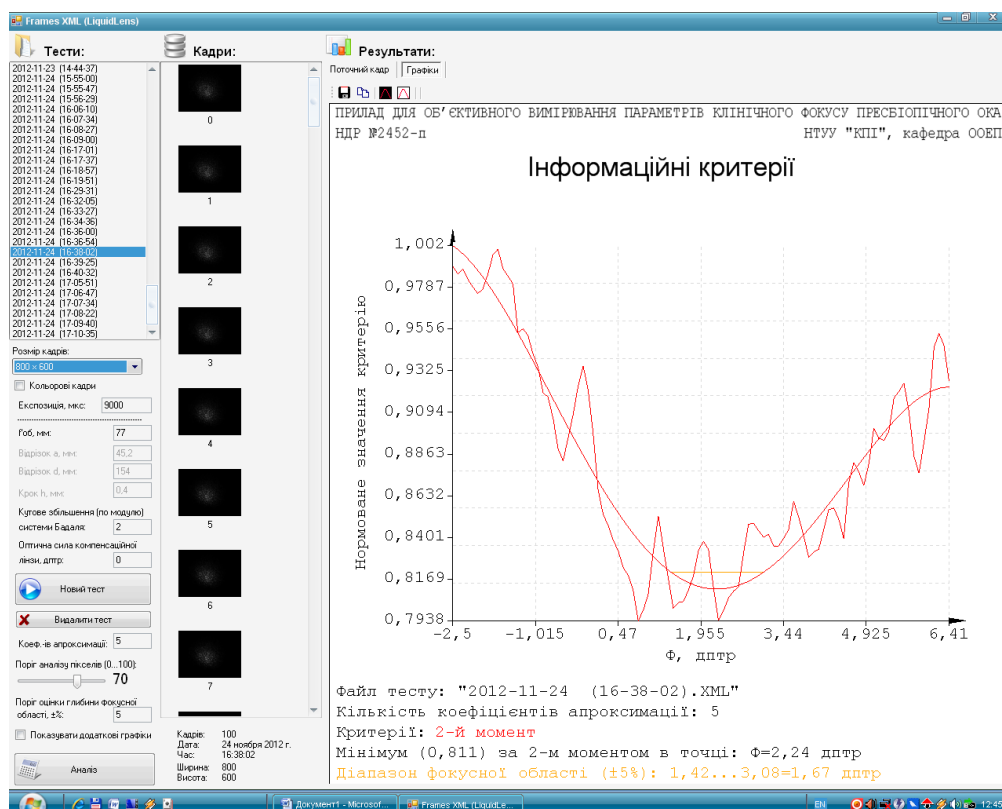 Frames XML (LiquidLens)
Тести:
2012-11-23 (14-44-37)
2012-11-24 (15-55-00)
2012-11-24 (15-55-47)
2012-11-24 (15-56-29)
2012-11-24 (16-06-10)
2012-11-24 (16-07-34)
2012-11-24 (16-08-27)
2012-11-24 (16-09-00)
2012-11-24 (16-17-01)
2012-11-24 (16-17-37)
2012-11-24 (16-18-57)
2012-11-24 (16-19-51)
2012-11-24 (16-29-31)
2012-11-24 (16-32-05)
2012-11-24 (16-33-27)
2012-11-24 (16-34-36)
2012-11-24 (16-36-00)
2012-11-24 (16-36-54)
2012-11-24 (16-38-02)
2012-11-24 (16-39-25)
2012-11-24 (16-40-32)
2012-11-24 (17-05-51)
2012-11-24 (17-06-47)
2012-11-24 (17-07-34)
2012-11-24 (17-08-22)
2012-11-24 (17-09-40)
2012-11-24 (17-10-35)
Розмір кадрів:
800 × 600
Кольорові кадри
Експозиція, мкс: 9000
f'об, мм: 77
Відрізок a, мм: 45,2
Відрізок d, мм: 154
Крок h, мм: 0,4
Кутове збільшення (по модулю)
системи Бадаля: 2
Оптична сила компенсаційної
лінзи, дптр: 0
Новий тест
Видалити тест
Коеф.-ів апроксимації: 5
Поріг аналізу пікселів (0...100):
70
Поріг оцінки глибини фокусної
області, ±%: 5
Показувати додаткові графіки
Аналіз
Кадри:
0
1
2
3
4
5
6
7
Кадрів: 100
Дата: 24 ноября 2012 г.
Час: 16:38:02
Ширина: 800
Висота: 600
Результати:
Поточний кадр Графіки
ПРИЛАД ДЛЯ ОБ'ЄКТИВНОГО ВИМІРЮВАННЯ ПАРАМЕТРІВ КЛІНІЧНОГО ФОКУСУ ПРЕСБІОПІЧНОГО ОКА
НДР №2452-п НТУУ "КПІ", кафедра ООЕП
Інформаційні критерії
Нормоване значення критерію
1,002
0,9787
0,9556
0,9325
0,9094
0,8863
0,8632
0,8401
0,8169
0,7938
-2,5 -1,015 0,47 1,955 3,44 4,925 6,41
Ф, дптр
Файл тесту: "2012-11-24 (16-38-02).XML"
Кількість коефіцієнтів апроксимації: 5
Критерії: 2-й момент
Мінімум (0,811) за 2-м моментом в точці: Ф=2,24 дптр
Діапазон фокусної області (±5%): 1,42...3,08=1,67 дптр
Документ1 - Microsof... Frames XML (LiquidLe... EN 12:45